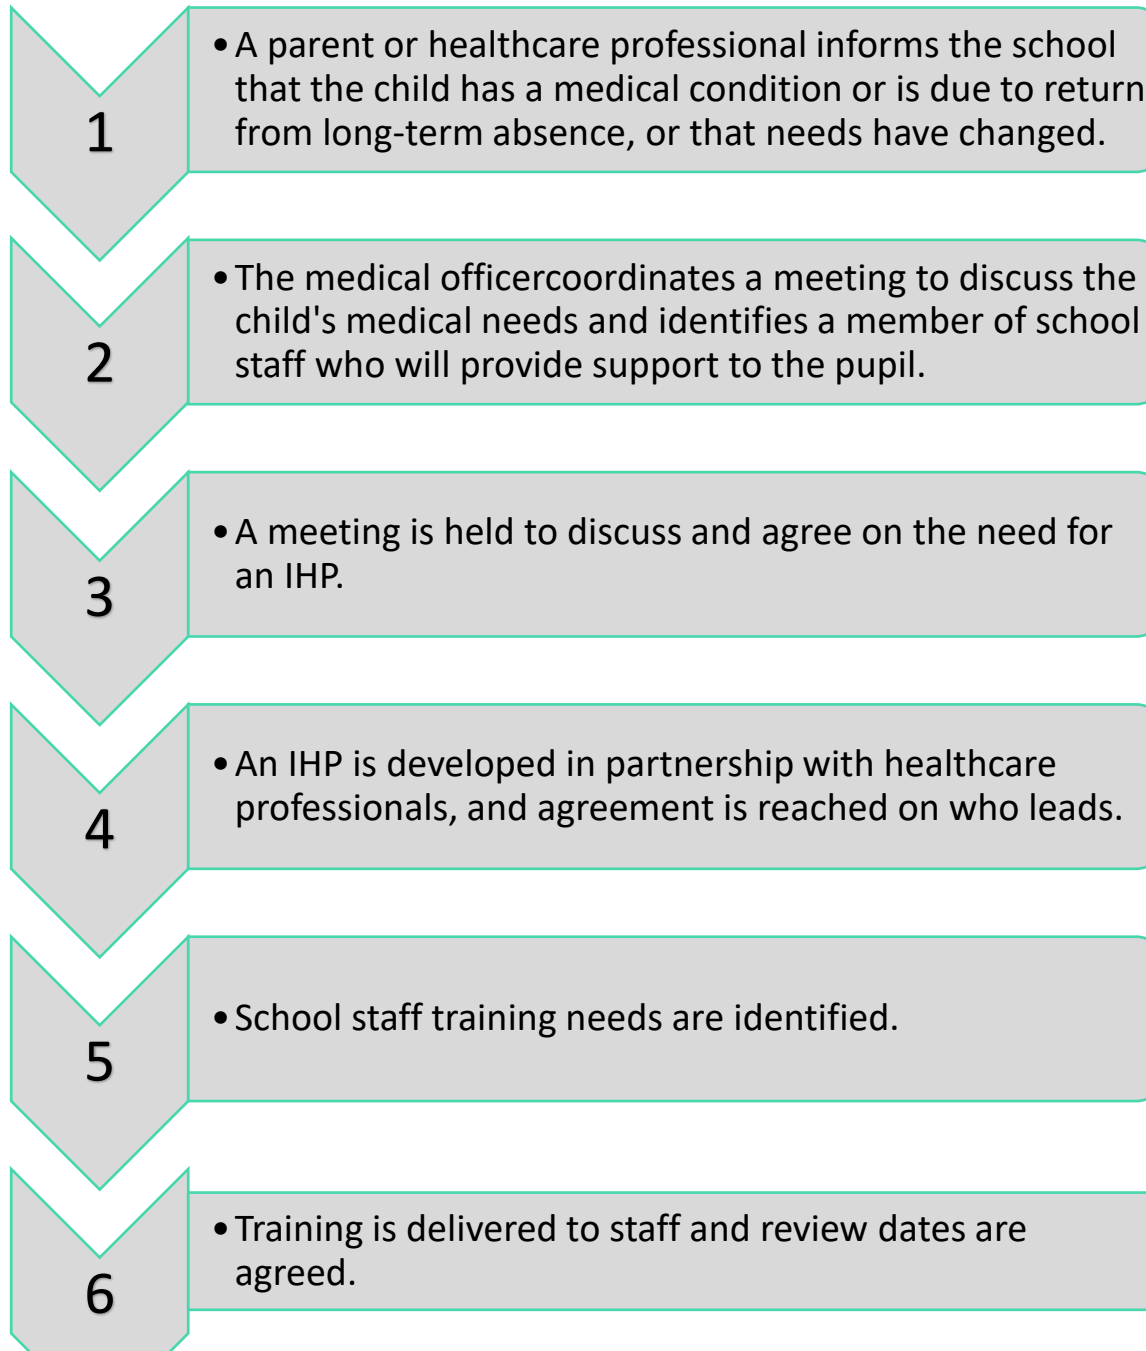 1
• A parent or healthcare professional informs the school
that the child has a medical condition or is due to return
from long-term absence, or that needs have changed.
2
• The medical officercoordinates a meeting to discuss the
child's medical needs and identifies a member of school
staff who will provide support to the pupil.
3
• A meeting is held to discuss and agree on the need for
an IHP.
4
• An IHP is developed in partnership with healthcare
professionals, and agreement is reached on who leads.
5
• School staff training needs are identified.
6
• Training is delivered to staff and review dates are
agreed.